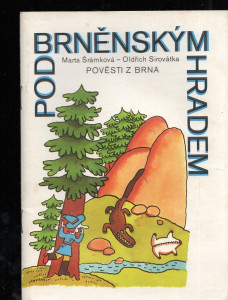 POD BRNĚNSKÝM HRADEM
Marta Šrámková – Oldřich Sirovátka
POVĚSTI Z BRNA